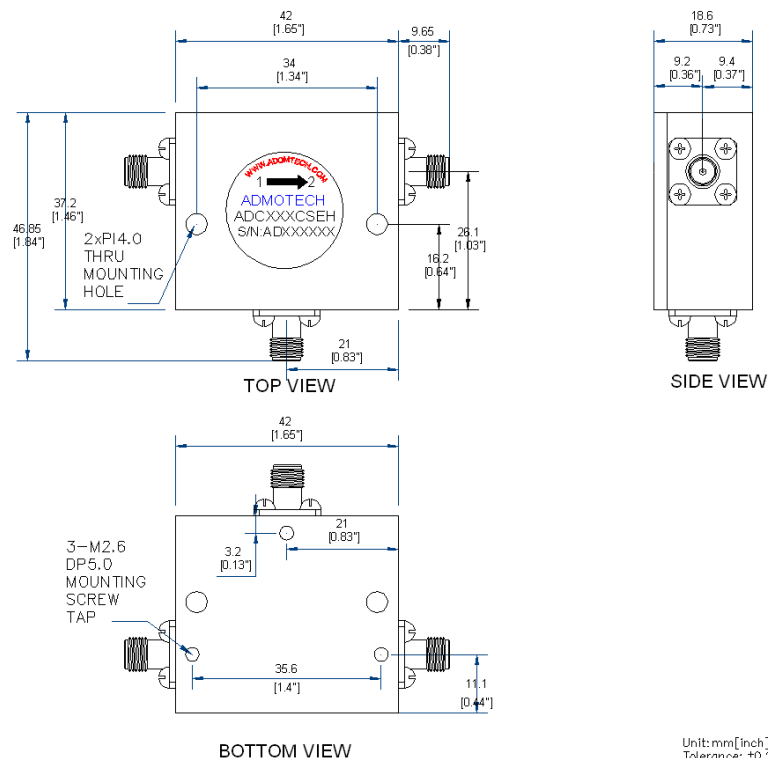 42
[1.65"]
9.65
[0.38"]
18.6
[0.73"]
34
[1.34"]
9.2
[0.36"]
9.4
[0.37"]
WWW.ADOMTECH.COM
1 2
ADMOTECH
ADCXXXCSEH
S/N:ADXXXXXX
46.85
[1.84"]
37.2
[1.46"]
2xPI4.0
THRU
MOUNTING
HOLE
16.2
[0.64"]
26.1
[1.03"]
21
[0.83"]
TOP VIEW
SIDE VIEW
42
[1.65"]
21
[0.83"]
3.2
[0.13"]
3-M2.6
DP5.0
MOUNTING
SCREW
TAP
35.6
[1.4"]
11.1
[0.44"]
BOTTOM VIEW
Unit:mm[inch]
Tolerance: